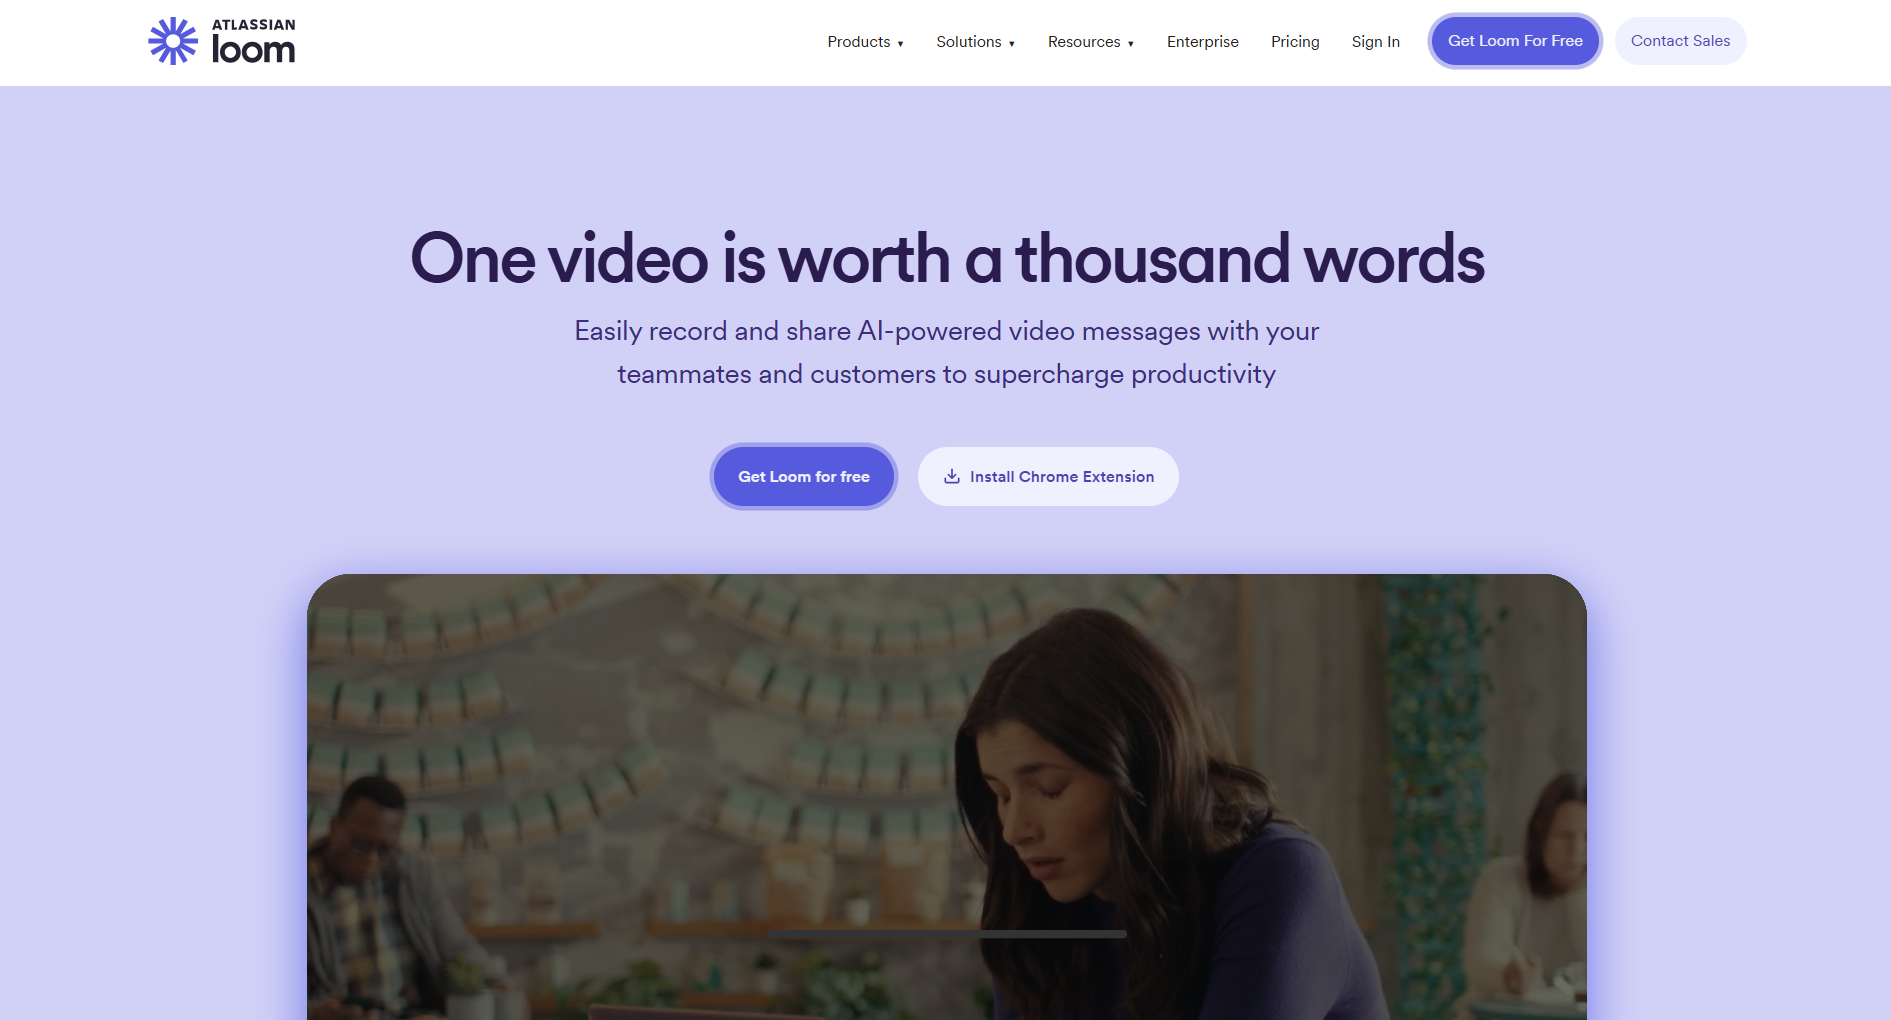 ATLASSIAN
loom
Products ▾ Solutions ▾ Resources ▾ Enterprise Pricing Sign In Get Loom For Free Contact Sales
One video is worth a thousand words
Easily record and share AI-powered video messages with your
teammates and customers to supercharge productivity
Get Loom for free Install Chrome Extension